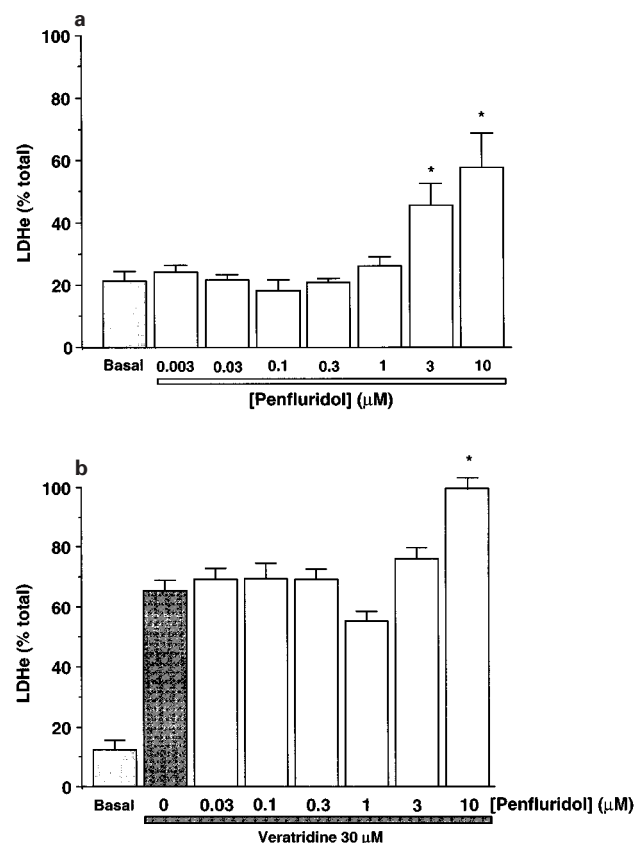 a
100
80
60
40
20
0
LDHe (% total)
* *
Basal 0.003 0.03 0.1 0.3 1 3 10
[Penfluridol] (μM)
b
100
80
60
40
20
0
LDHe (% total)
*
Basal 0 0.03 0.1 0.3 1 3 10 [Penfluridol] (μM)
Veratridine 30 μM